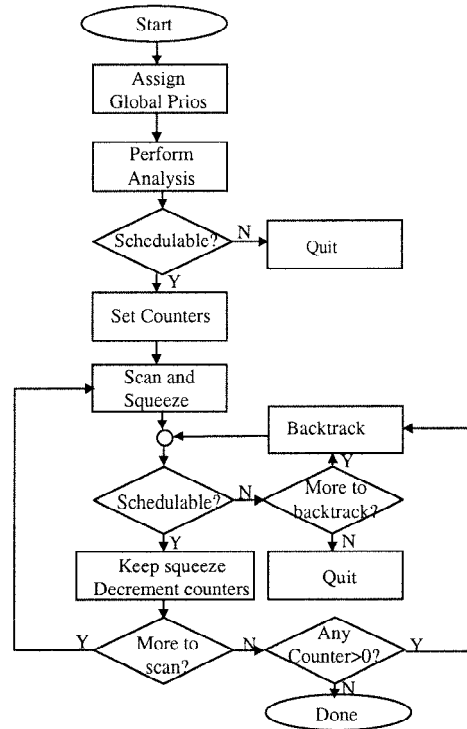 Start
Assign
Global Prios
Perform
Analysis
Schedulable?
N
Quit
Y
Set Counters
Scan and
Squeeze
Backtrack
Y
Schedulable?
N
More to
backtrack?
Y
N
Keep squeeze
Decrement counters
Quit
Y
More to
scan?
N
Any
Counter>0?
Y
N
Done